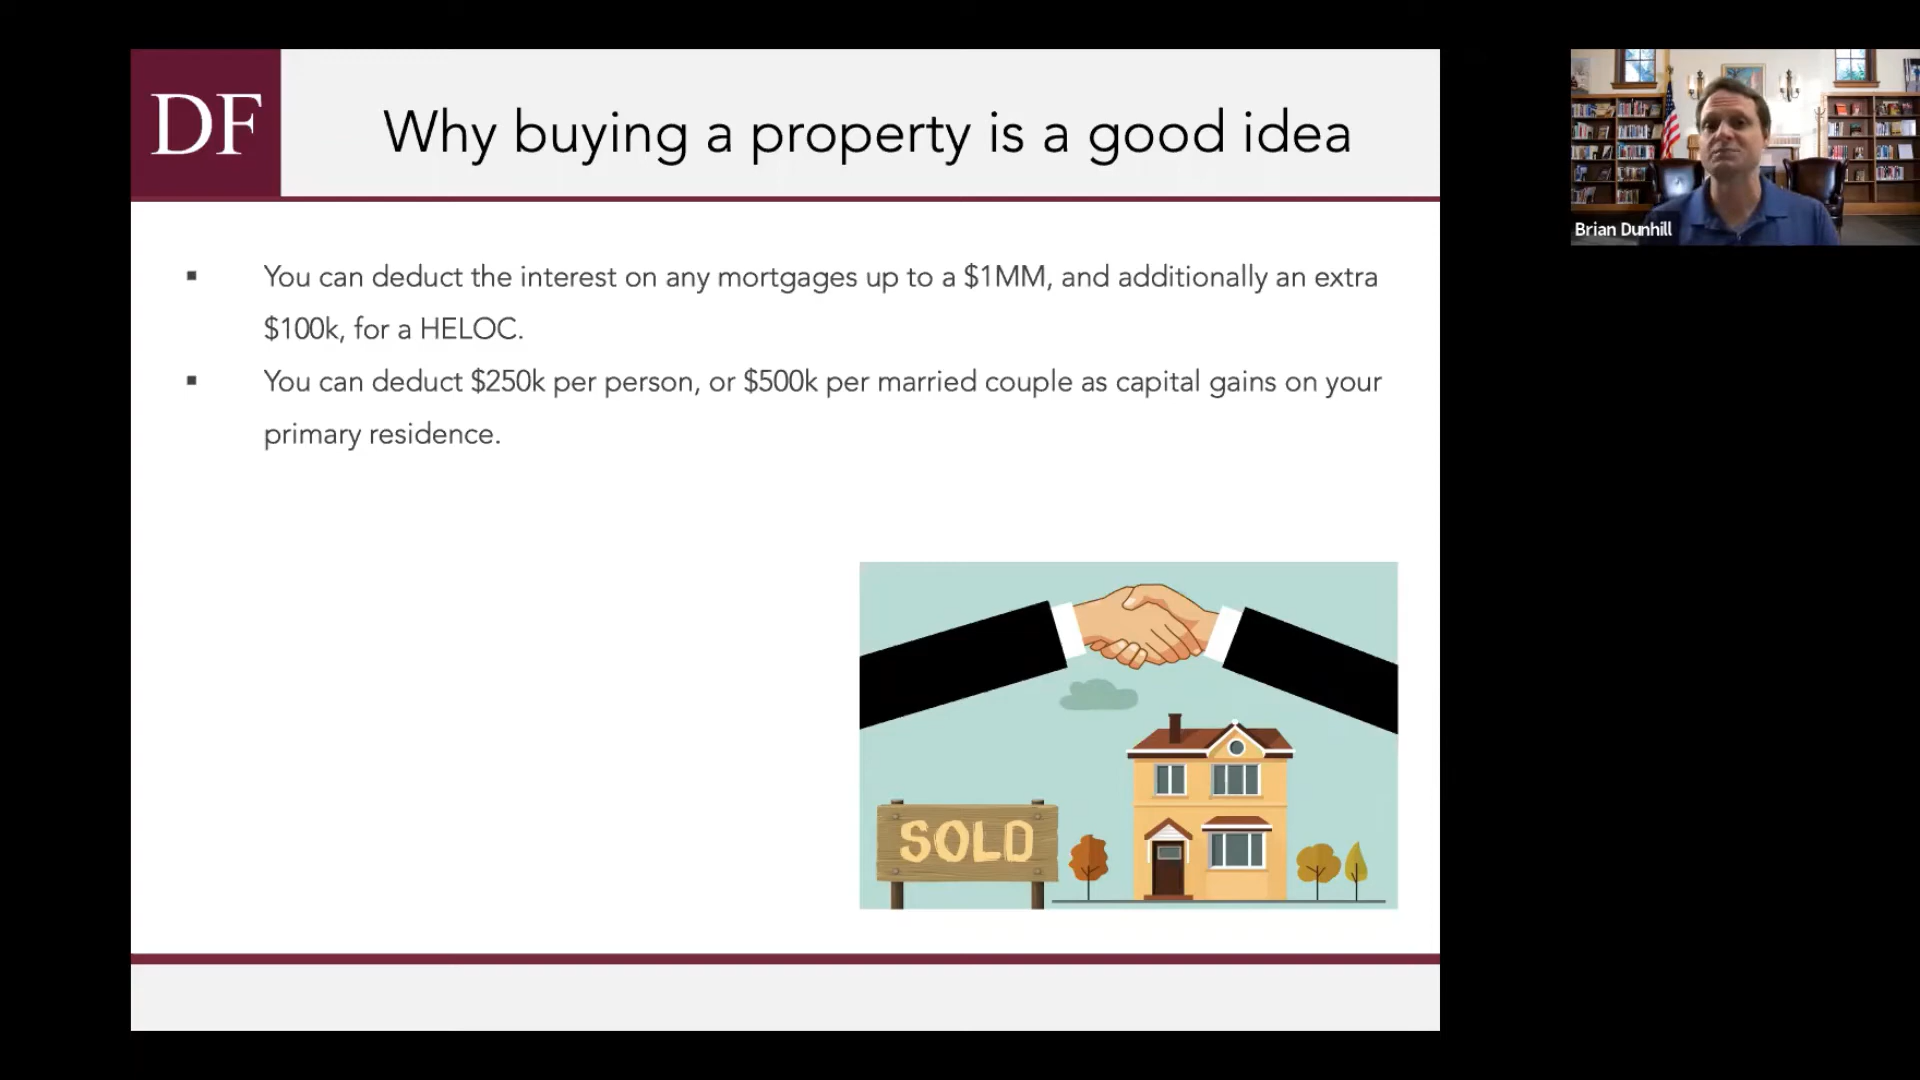 DF
Why buying a property is a good idea
Brian Dunhill
▪ You can deduct the interest on any mortgages up to a $1MM, and additionally an extra
$100k, for a HELOC.
▪ You can deduct $250k per person, or $500k per married couple as capital gains on your
primary residence.
SOLD